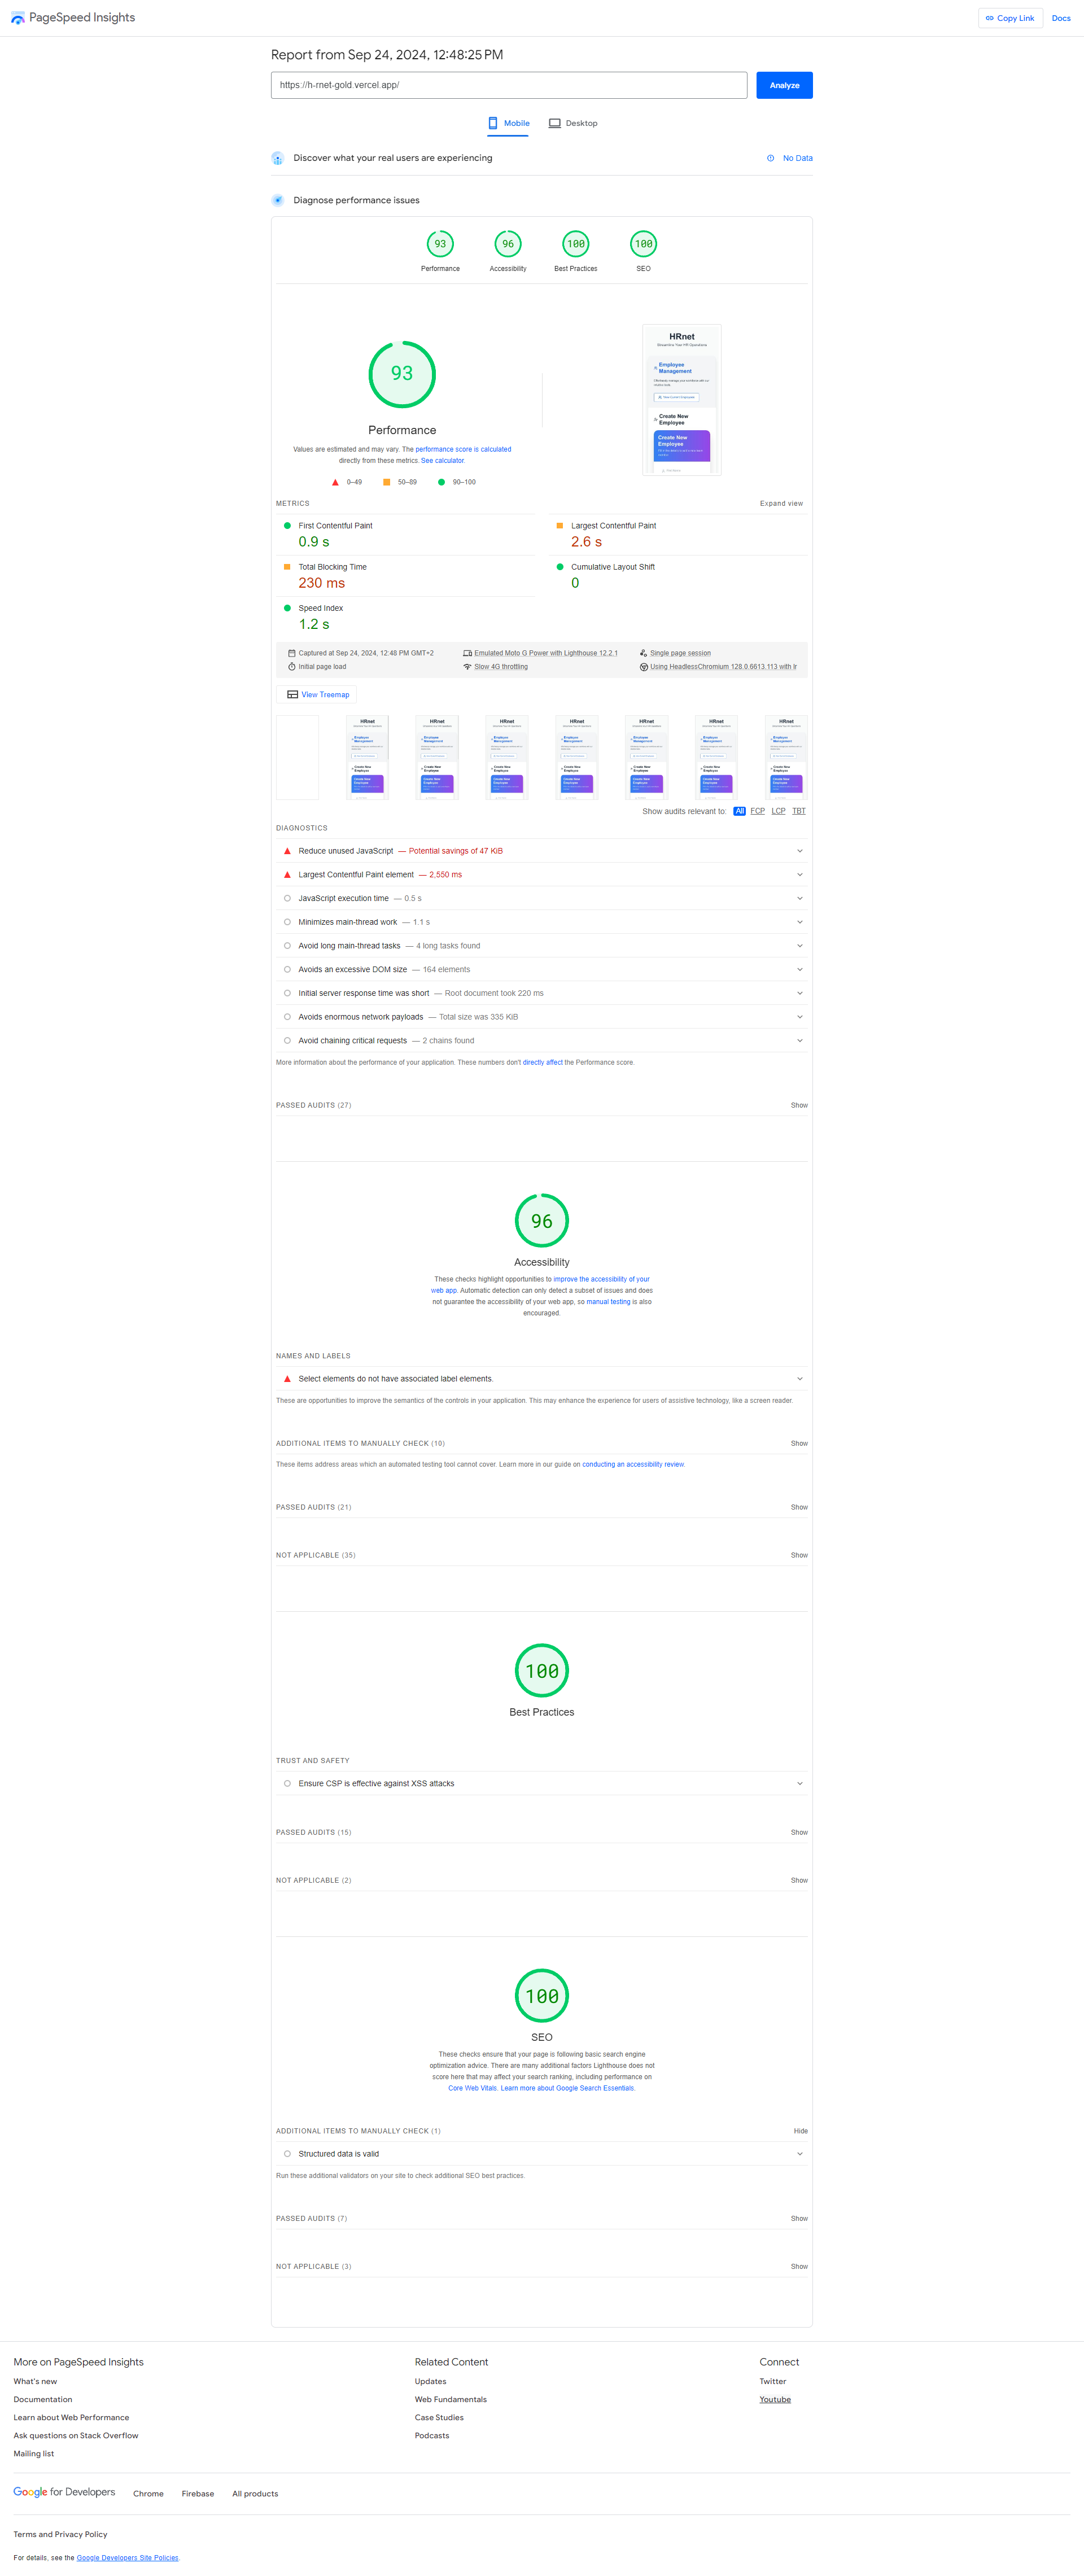 PageSpeed Insights
Copy Link
Docs
Report from Sep 24, 2024, 12:48:25 PM
https://h-rnet-gold.vercel.app/
Analyze
Mobile
Desktop
Discover what your real users are experiencing
No Data
Diagnose performance issues
93
96
100
100
Performance
Accessibility
Best Practices
SEO
93
Performance
Values are estimated and may vary. The performance score is calculated
directly from these metrics. See calculator.
0–49
50–89
90–100
HRnet
Streamline Your HR Operations
Employee
Management
View Current Employees
Create New
Employee
Create New
Employee
METRICS
Expand view
First Contentful Paint
0.9 s
Largest Contentful Paint
2.6 s
Total Blocking Time
230 ms
Cumulative Layout Shift
0
Speed Index
1.2 s
Captured at Sep 24, 2024, 12:48 PM GMT+2
Emulated Moto G Power with Lighthouse 12.2.1
Single page session
Initial page load
Slow 4G throttling
Using HeadlessChromium 128.0.6613.113 with lr
View Treemap
HRnet
HRnet
HRnet
HRnet
HRnet
HRnet
HRnet
Show audits relevant to:
All
FCP
LCP
TBT
DIAGNOSTICS
Reduce unused JavaScript — Potential savings of 47 KiB
Largest Contentful Paint element — 2,550 ms
JavaScript execution time — 0.5 s
Minimizes main-thread work — 1.1 s
Avoid long main-thread tasks — 4 long tasks found
Avoids an excessive DOM size — 164 elements
Initial server response time was short — Root document took 220 ms
Avoids enormous network payloads — Total size was 335 KiB
Avoid chaining critical requests — 2 chains found
More information about the performance of your application. These numbers don't directly affect the Performance score.
PASSED AUDITS (27)
Show
96
Accessibility
These checks highlight opportunities to improve the accessibility of your
web app. Automatic detection can only detect a subset of issues and does
not guarantee the accessibility of your web app, so manual testing is also
encouraged.
NAMES AND LABELS
Select elements do not have associated label elements.
These are opportunities to improve the semantics of the controls in your application. This may enhance the experience for users of assistive technology, like a screen reader.
ADDITIONAL ITEMS TO MANUALLY CHECK (10)
Show
These items address areas which an automated testing tool cannot cover. Learn more in our guide on conducting an accessibility review.
PASSED AUDITS (21)
Show
NOT APPLICABLE (35)
Show
100
Best Practices
TRUST AND SAFETY
Ensure CSP is effective against XSS attacks
PASSED AUDITS (15)
Show
NOT APPLICABLE (2)
Show
100
SEO
These checks ensure that your page is following basic search engine
optimization advice. There are many additional factors Lighthouse does not
score here that may affect your search ranking, including performance on
Core Web Vitals. Learn more about Google Search Essentials.
ADDITIONAL ITEMS TO MANUALLY CHECK (1)
Hide
Structured data is valid
Run these additional validators on your site to check additional SEO best practices.
PASSED AUDITS (7)
Show
NOT APPLICABLE (3)
Show
More on PageSpeed Insights
What's new
Documentation
Learn about Web Performance
Ask questions on Stack Overflow
Mailing list
Related Content
Updates
Web Fundamentals
Case Studies
Podcasts
Connect
Twitter
Youtube
Google for Developers
Chrome
Firebase
All products
Terms and Privacy Policy
For details, see the Google Developers Site Policies.